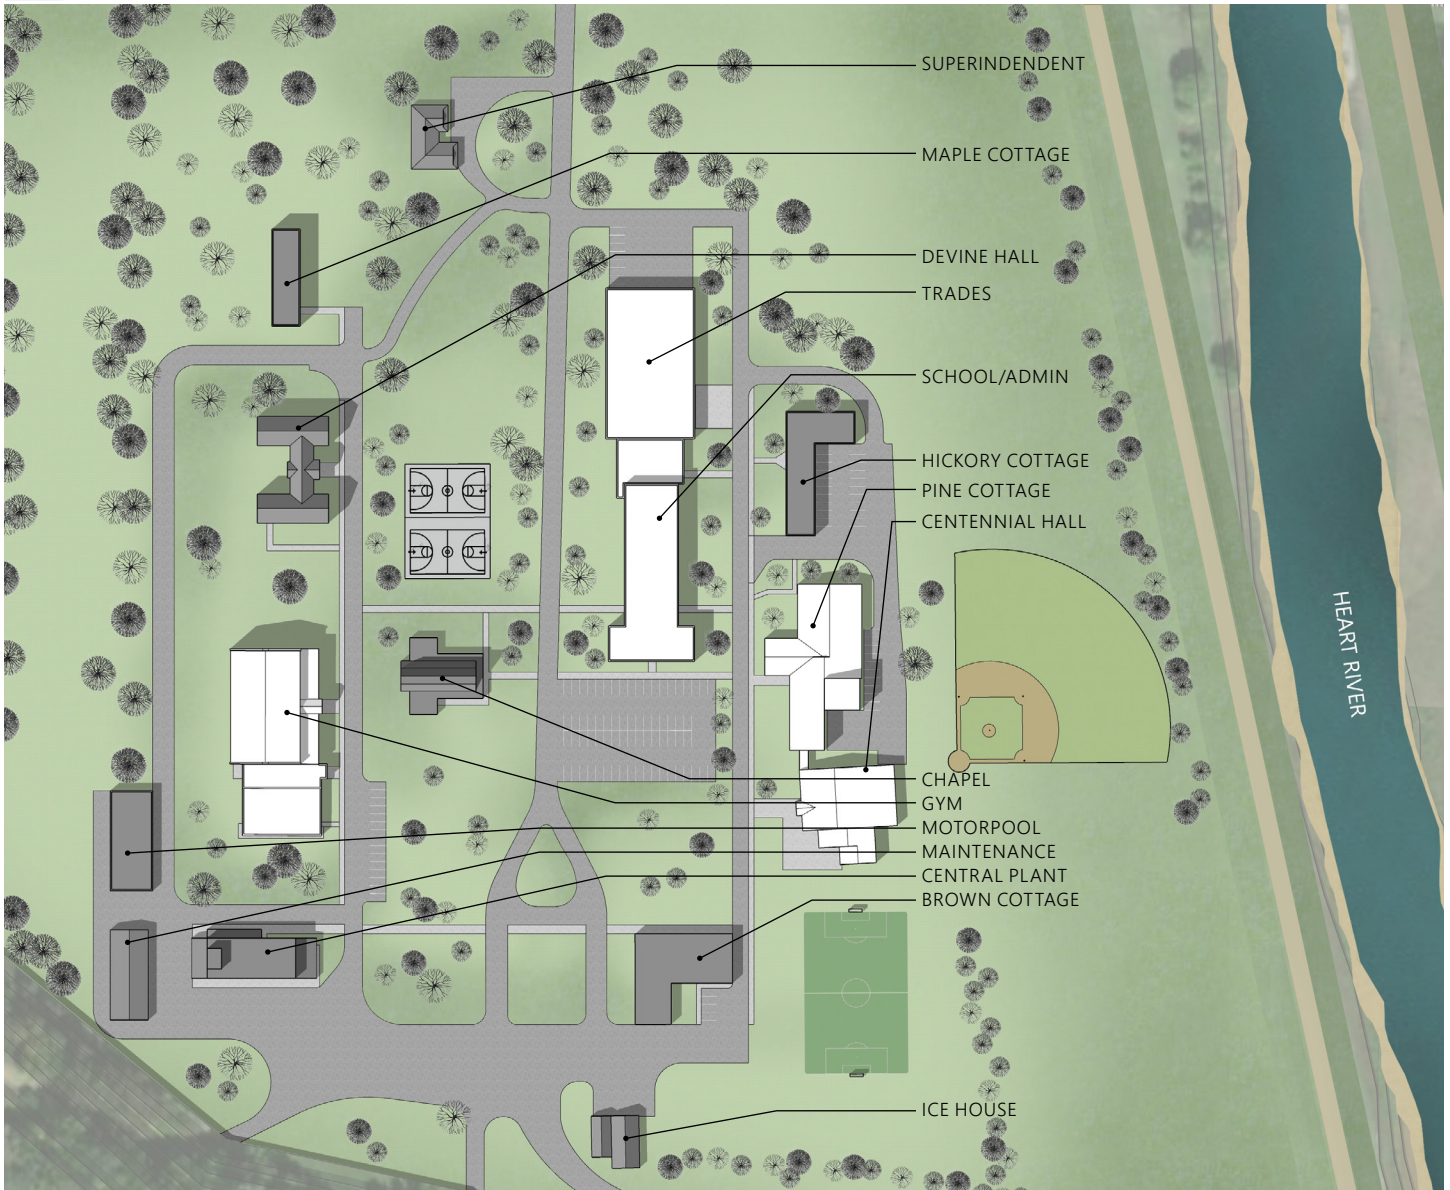 SUPERINDENDENT
MAPLE COTTAGE
DEVINE HALL
TRADES
SCHOOL/ADMIN
HICKORY COTTAGE
PINE COTTAGE
CENTENNIAL HALL
HEART RIVER
CHAPEL
GYM
MOTORPOOL
MAINTENANCE
CENTRAL PLANT
BROWN COTTAGE
ICE HOUSE